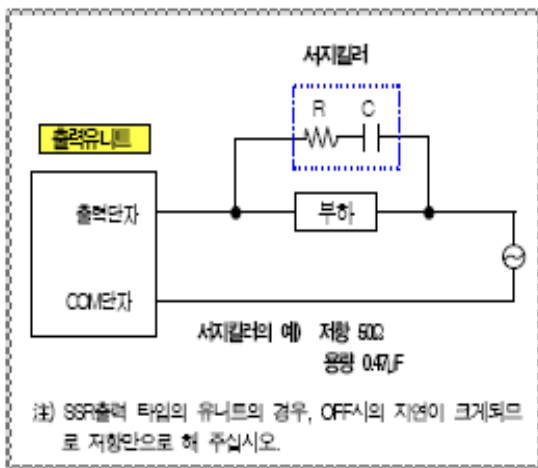 서지킬러
R C
출력유니트
출력단자
부하
COM단자
서지킬러의 예) 저항 50Ω
용량 0.47㎌
注) SSR출력 타입의 유니트의 경우, OFF시의 지연이 크게되므
로 저항만으로 해 주십시오.